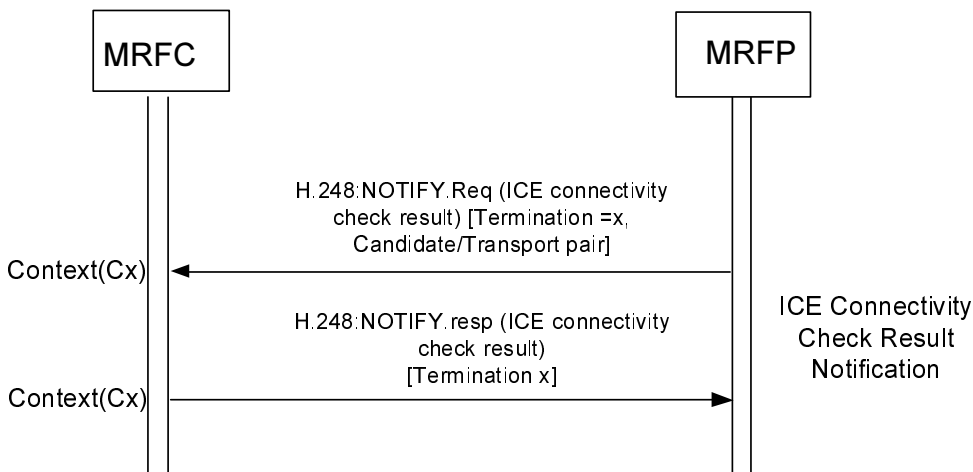 MRFC
MRFP
H.248:NOTIFY.Req (ICE connectivity
check result) [Termination =x,
Candidate/Transport pair]
Context(Cx)
H.248:NOTIFY.resp (ICE connectivity
check result)
[Termination x]
Context(Cx)
ICE Connectivity
Check Result
Notification